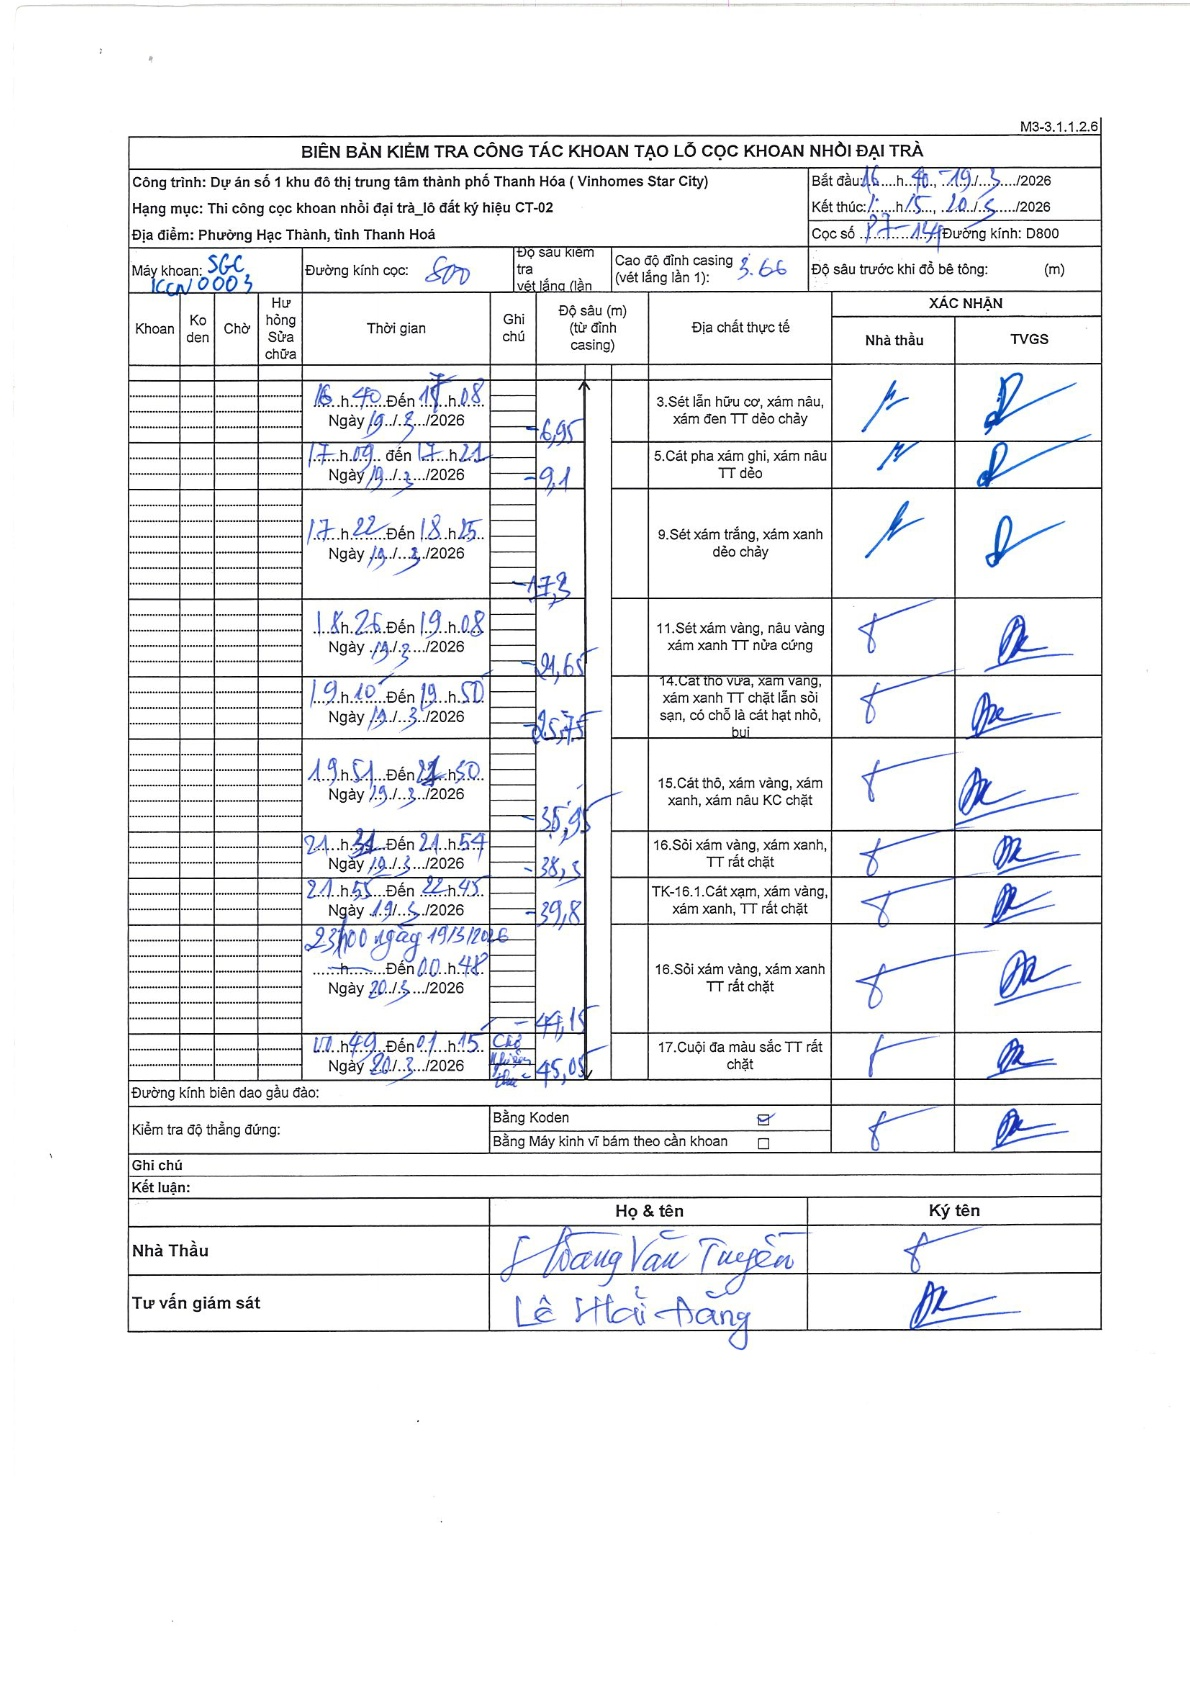 M3-3.1.1.2.6
BIÊN BẢN KIỂM TRA CÔNG TÁC KHOAN TẠO LỖ CỌC KHOAN NHỒI ĐẠI TRÀ
Công trình: Dự án số 1 khu đô thị trung tâm thành phố Thanh Hóa ( Vinhomes Star City)
Bắt đầu:16....h.40., .19./.3..../2026
Hạng mục: Thi công cọc khoan nhồi đại trà_lô đất ký hiệu CT-02
Kết thúc:1....h15..., .20./.3..../2026
Địa điểm: Phường Hạc Thành, tỉnh Thanh Hoá
Cọc số P7-149 Đường kính: D800
Máy khoan: SGC
KCN0003
Đường kính cọc: 800
Độ sâu kiểm
tra
vét lắng (lần
Cao độ đỉnh casing
(vét lắng lần 1): 3.66
Độ sâu trước khi đổ bê tông: (m)
Khoan
Ko
den
Chờ
Hư
hỏng
Sửa
chữa
Thời gian
Ghi
chú
Độ sâu (m)
(từ đỉnh
casing)
Địa chất thực tế
XÁC NHẬN
Nhà thầu
TVGS
16..h.40..Đến 17.h.08
Ngày 19../.3.../2026
-6,95
3.Sét lẫn hữu cơ, xám nâu,
xám đen TT dẻo chảy
17..h.09.. đến 17.h.21
Ngày 19./.3.../2026
-9,1
5.Cát pha xám ghi, xám nâu
TT dẻo
17..h.22..Đến 18.h25..
Ngày .19./..3./2026
-17,3
9.Sét xám trắng, xám xanh
dẻo chảy
18h.26..Đến 19.h.08
Ngày .19./.3..../2026
-21,65
11.Sét xám vàng, nâu vàng
xám xanh TT nửa cứng
19.h.10..Đến 19..h.50
Ngày 19./..3.../2026
-25,75
14.Cát thô vừa, xám vàng,
xám xanh TT chặt lẫn sỏi
sạn, có chỗ là cát hạt nhỏ,
bụi
19.h.51...Đến 21.h.30..
Ngày .19./..3.../2026
-35,95
15.Cát thô, xám vàng, xám
xanh, xám nâu KC chặt
21...h.31..Đến 21..h.54
Ngày .19./..3../2026
-38,3
16.Sỏi xám vàng, xám xanh,
TT rất chặt
21.h.55..Đến 22.h.45.
Ngày .19/...3../2026
-39,8
TK-16.1.Cát xạm, xám vàng,
xám xanh, TT rất chặt
23h00 ngày 19/3/2026
......h.......Đến 00..h.48.
Ngày 20../.3..../2026
-44,15
16.Sỏi xám vàng, xám xanh
TT rất chặt
00.h49..Đến 01..h.15..
Ngày 20./..3.../2026
Chờ
nghiệm
thu
-45,05
17.Cuội đa màu sắc TT rất
chặt
Đường kính biên dao gầu đào:
Kiểm tra độ thẳng đứng:
Bằng Koden ☑
Bằng Máy kinh vĩ bám theo cần khoan ☐
Ghi chú
Kết luận:
Họ & tên
Ký tên
Nhà Thầu
Hoàng Văn Tuyến
Tư vấn giám sát
Lê Hải Đăng